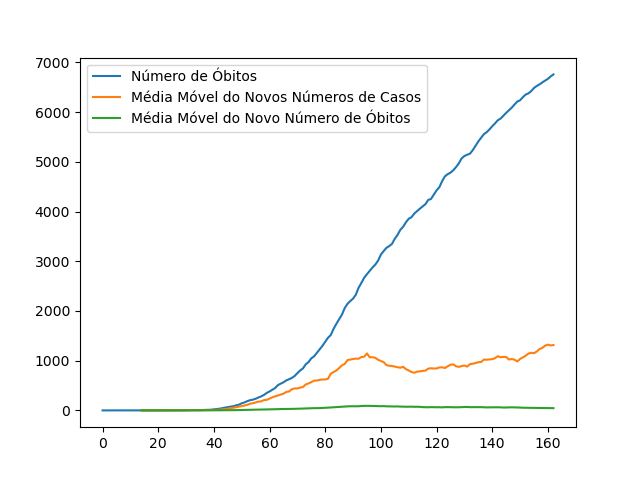 7000
6000
5000
4000
3000
2000
1000
0
Número de Óbitos
Média Móvel do Novos Números de Casos
Média Móvel do Novo Número de Óbitos
0 20 40 60 80 100 120 140 160